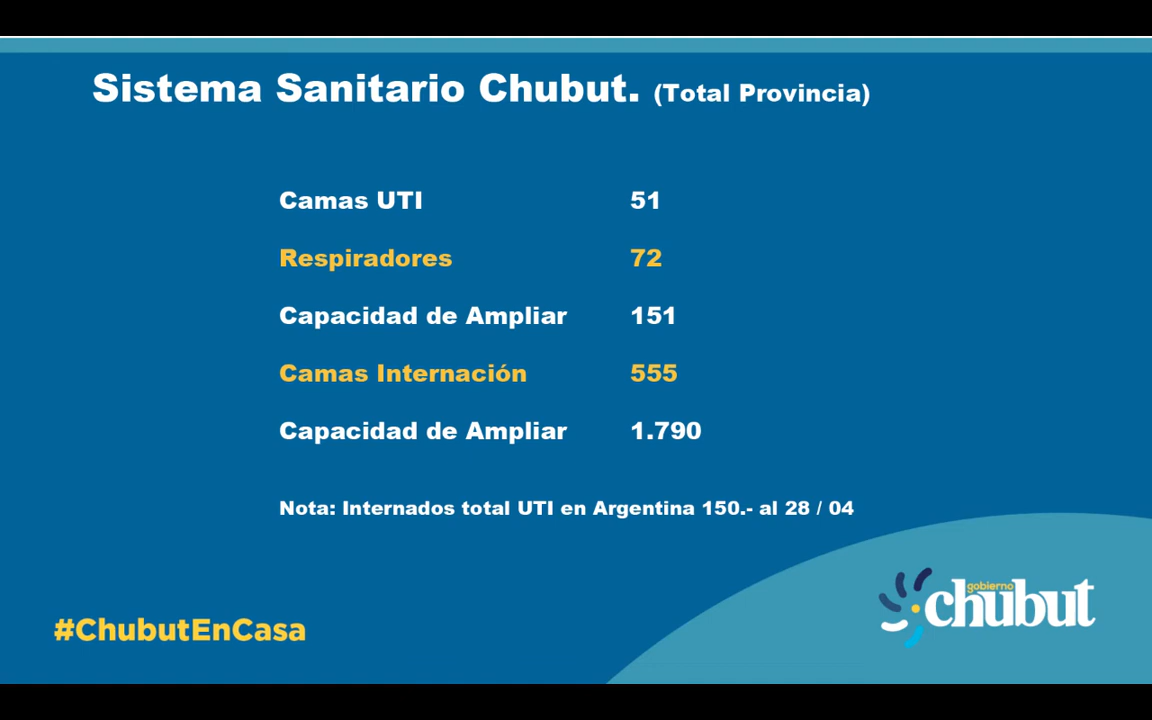 Sistema Sanitario Chubut. (Total Provincia)
Camas UTI 51
Respiradores 72
Capacidad de Ampliar 151
Camas Internación 555
Capacidad de Ampliar 1.790
Nota: Internados total UTI en Argentina 150.- al 28 / 04
gobierno
chubut
#ChubutEnCasa